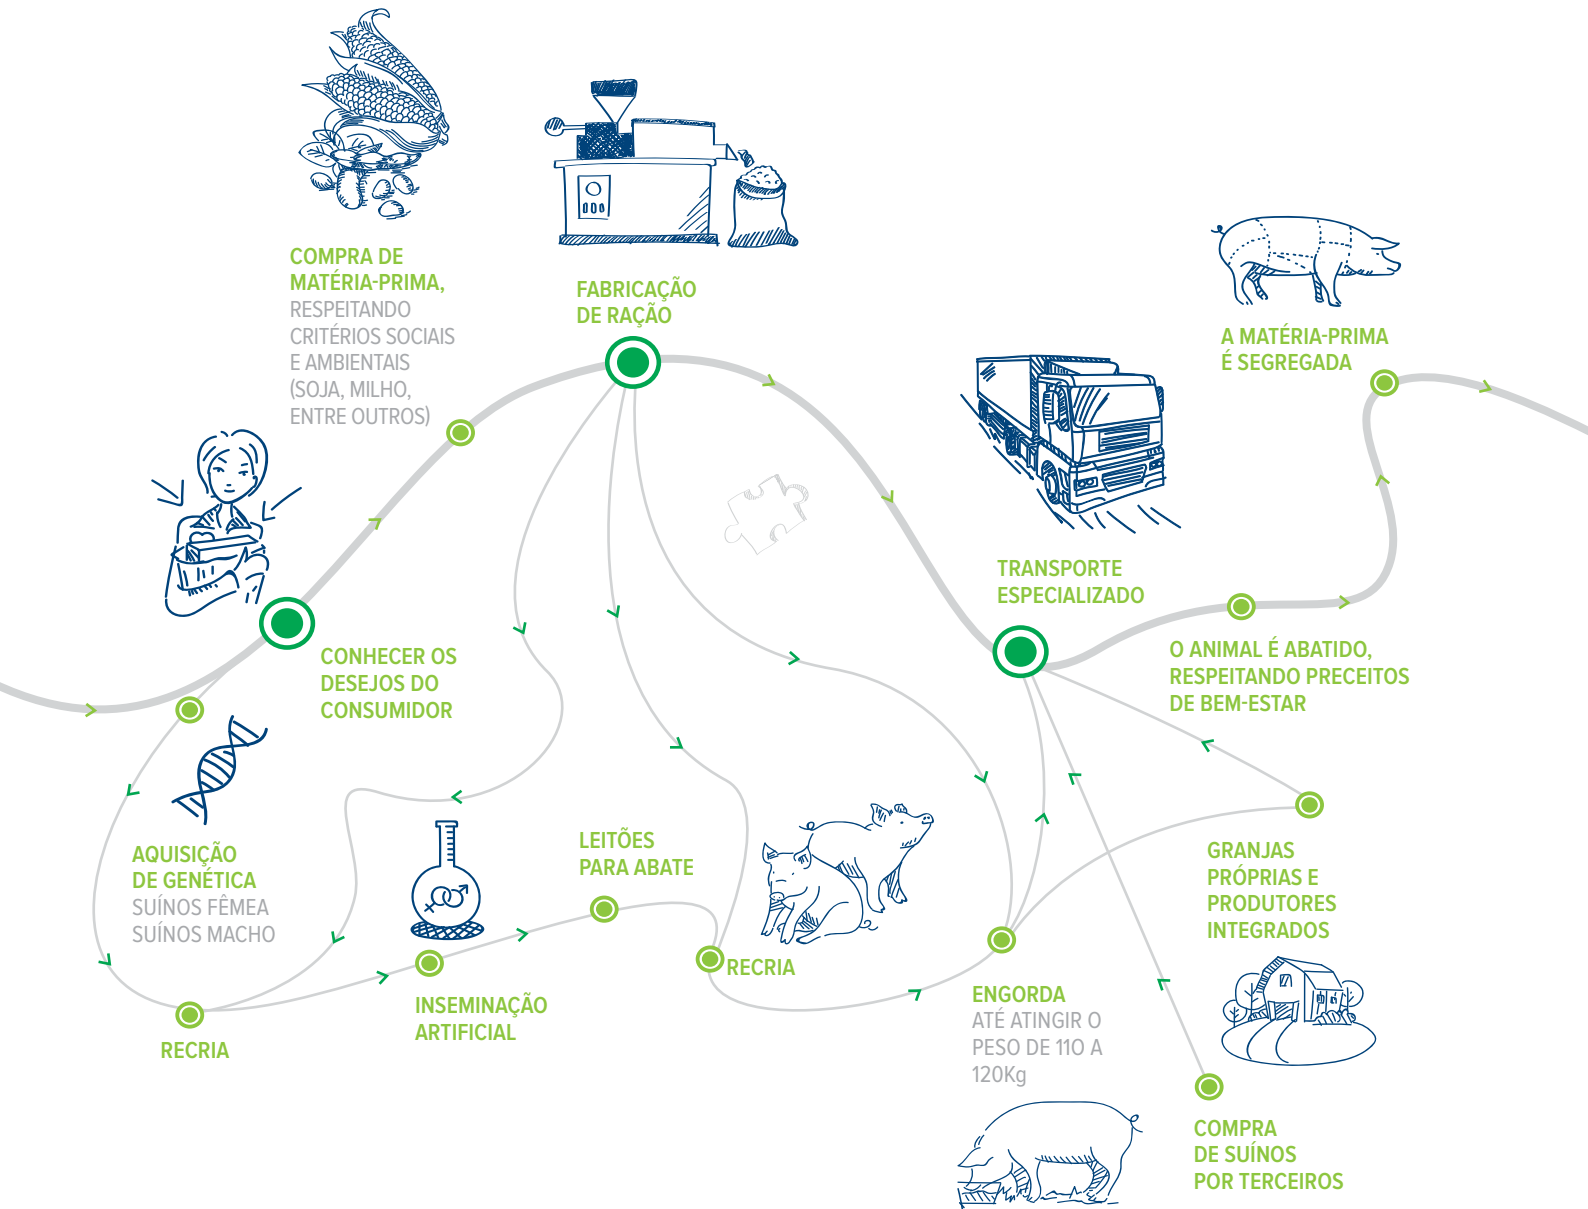 COMPRA DE
MATÉRIA-PRIMA,
RESPEITANDO
CRITÉRIOS SOCIAIS
E AMBIENTAIS
(SOJA, MILHO,
ENTRE OUTROS)
FABRICAÇÃO
DE RAÇÃO
A MATÉRIA-PRIMA
É SEGREGADA
TRANSPORTE
ESPECIALIZADO
CONHECER OS
DESEJOS DO
CONSUMIDOR
O ANIMAL É ABATIDO,
RESPEITANDO PRECEITOS
DE BEM-ESTAR
AQUISIÇÃO
DE GENÉTICA
SUÍNOS FÊMEA
SUÍNOS MACHO
LEITÕES
PARA ABATE
GRANJAS
PRÓPRIAS E
PRODUTORES
INTEGRADOS
RECRIA
INSEMINAÇÃO
ARTIFICIAL
RECRIA
ENGORDA
ATÉ ATINGIR O
PESO DE 110 A
120Kg
COMPRA
DE SUÍNOS
POR TERCEIROS